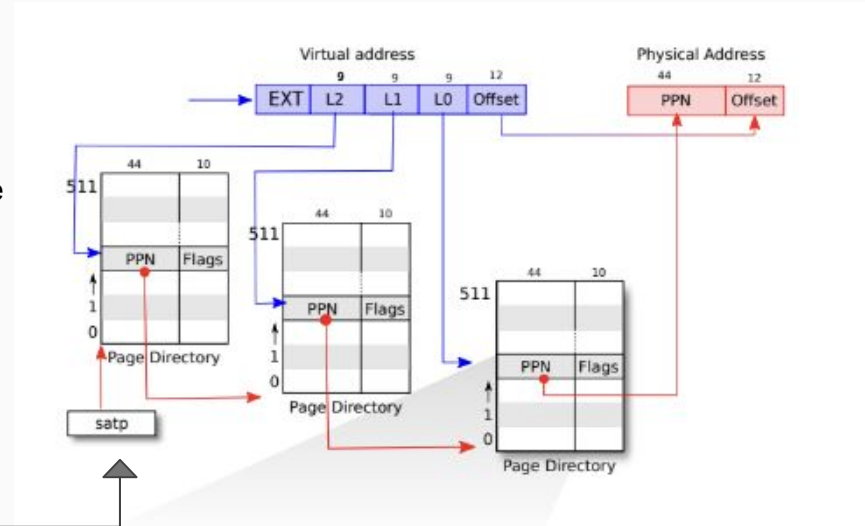 Virtual address
Physical Address
9 9 9 12
44 12
EXT L2 L1 L0 Offset
PPN Offset
44 10
511
e
PPN Flags
1
0
Page Directory
satp
44 10
511
PPN Flags
1
0
Page Directory
44 10
511
PPN Flags
1
0
Page Directory